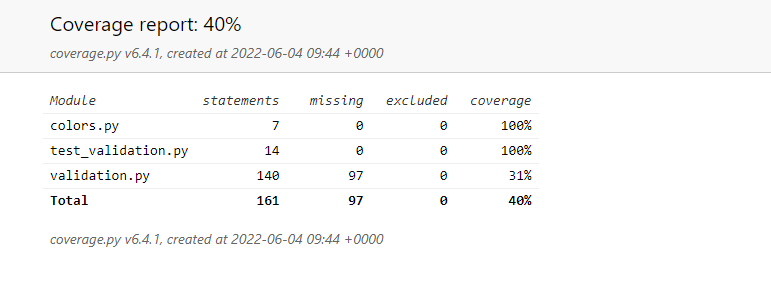 Coverage report: 40%
coverage.py v6.4.1, created at 2022-06-04 09:44 +0000
Module statements missing excluded coverage
colors.py 7 0 0 100%
test_validation.py 14 0 0 100%
validation.py 140 97 0 31%
Total 161 97 0 40%
coverage.py v6.4.1, created at 2022-06-04 09:44 +0000